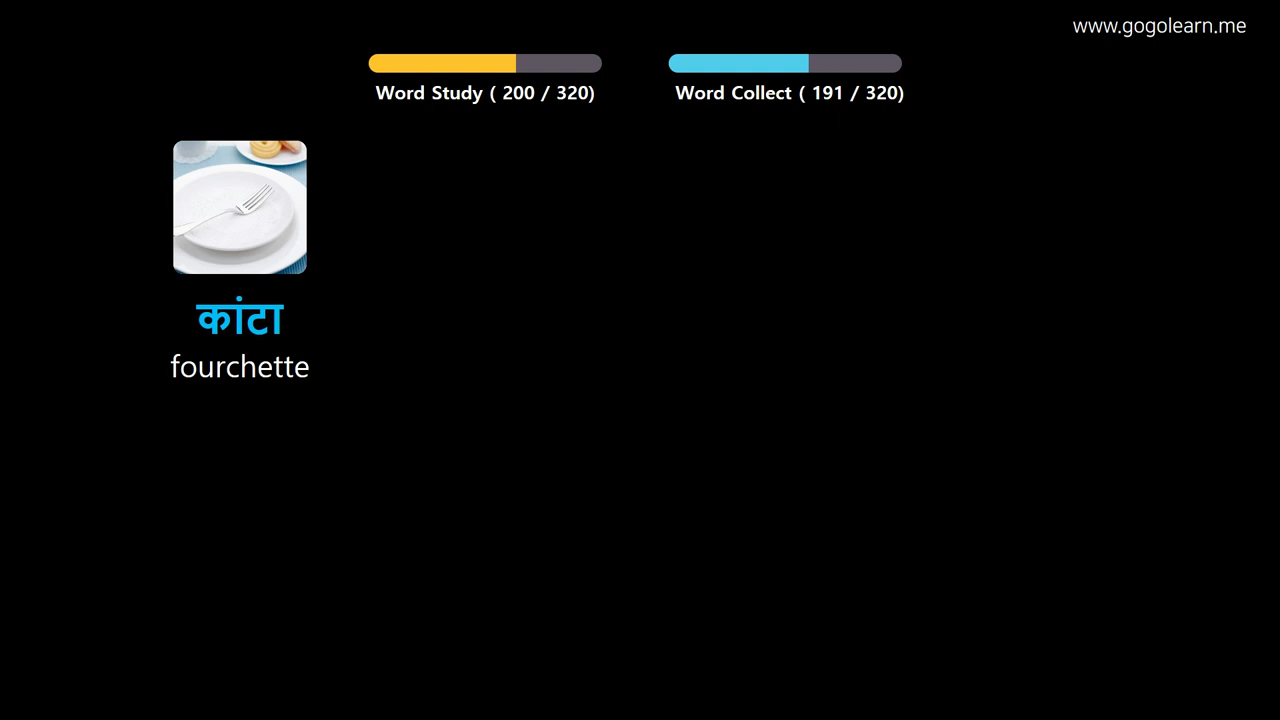 www.gogolearn.me
Word Study ( 200 / 320)
Word Collect ( 191 / 320)
कांटा
fourchette